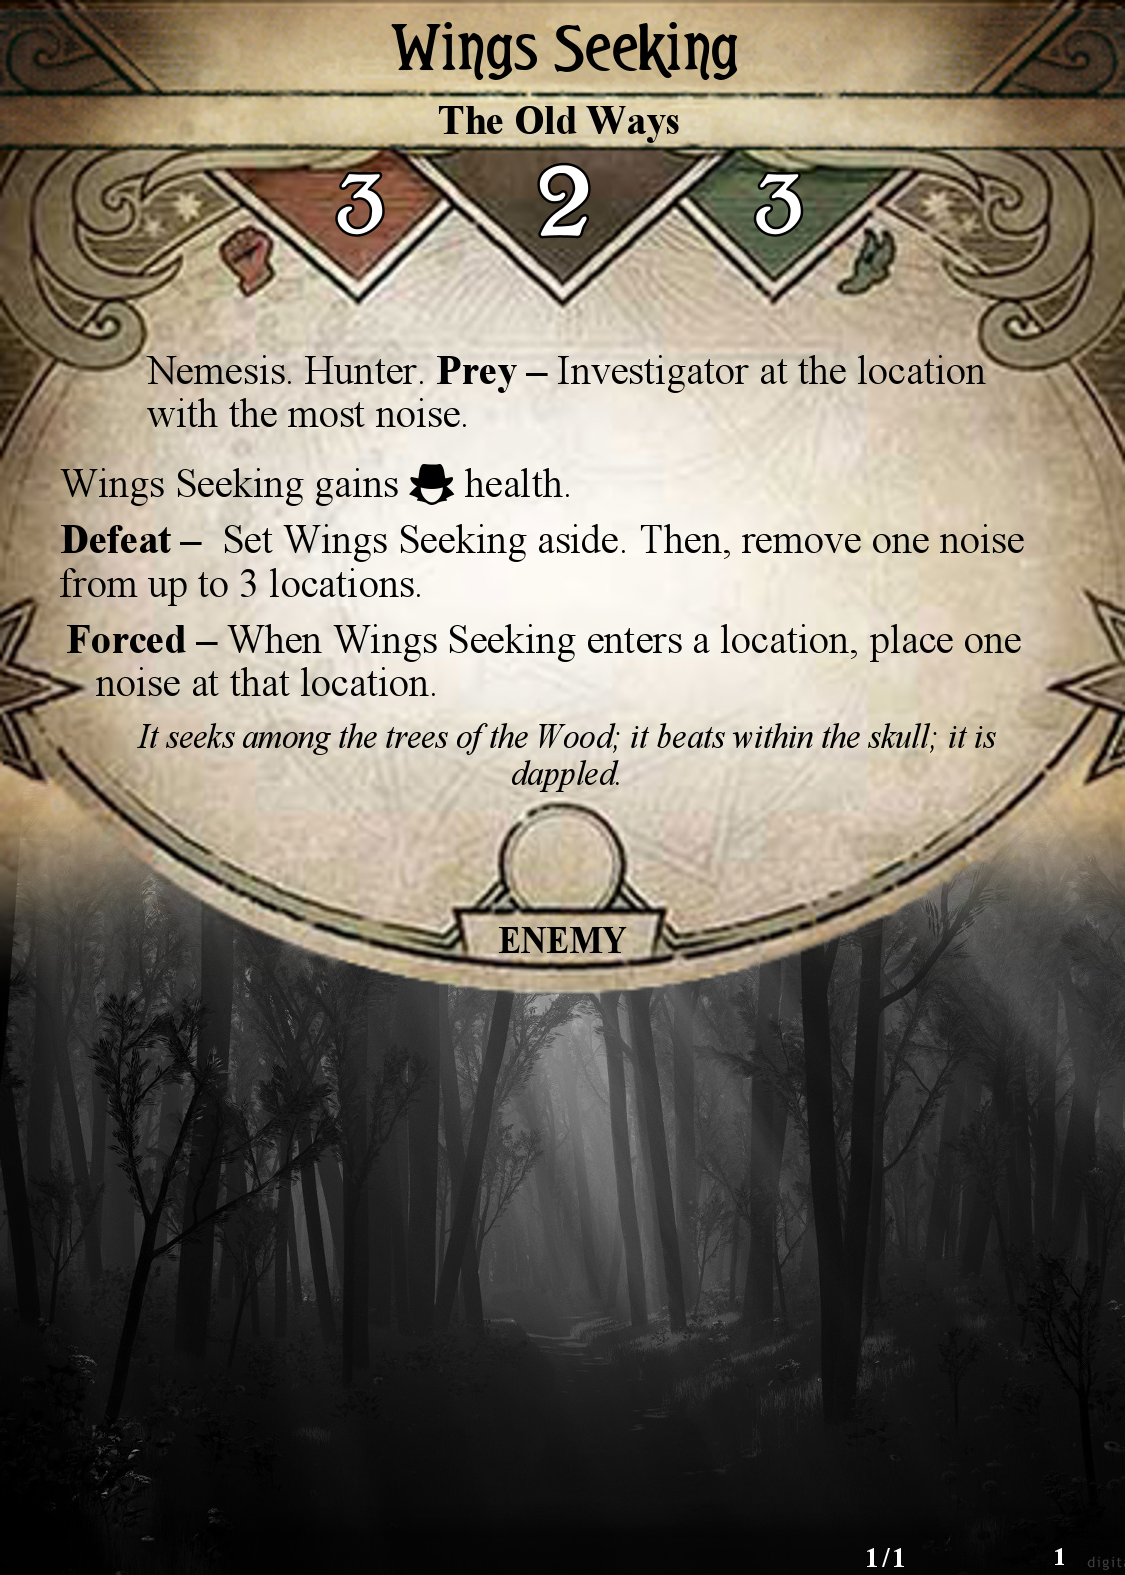 Wings Seeking
The Old Ways
3 2 3
Nemesis. Hunter. Prey – Investigator at the location
with the most noise.
Wings Seeking gains health.
Defeat – Set Wings Seeking aside. Then, remove one noise
from up to 3 locations.
Forced – When Wings Seeking enters a location, place one
noise at that location.
It seeks among the trees of the Wood; it beats within the skull; it is
dappled.
ENEMY
1/1 1